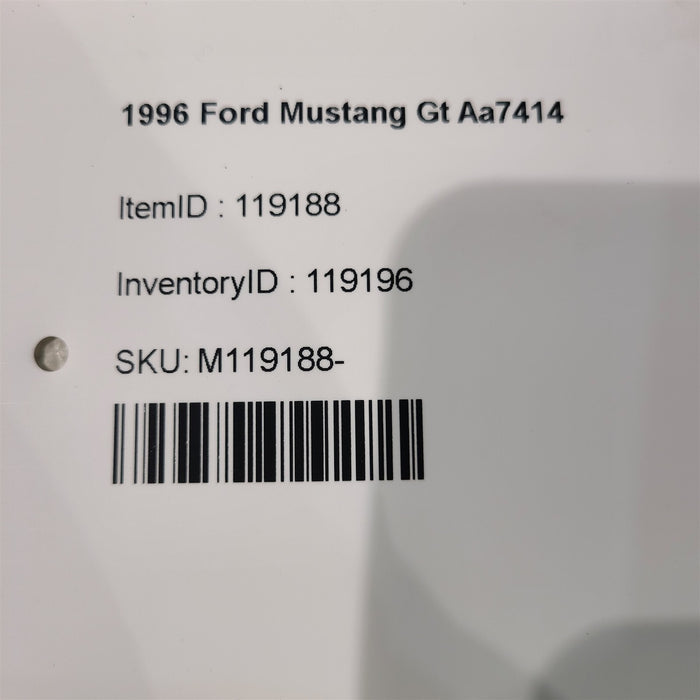 1996 Ford Mustang Gt Aa7414
ItemID : 119188
InventoryID : 119196
SKU: M119188-